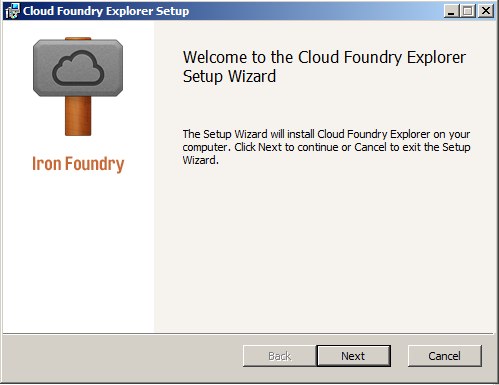 Cloud Foundry Explorer Setup
Welcome to the Cloud Foundry Explorer
Setup Wizard
The Setup Wizard will install Cloud Foundry Explorer on your
computer. Click Next to continue or Cancel to exit the Setup
Wizard.
Iron Foundry
Back
Next
Cancel